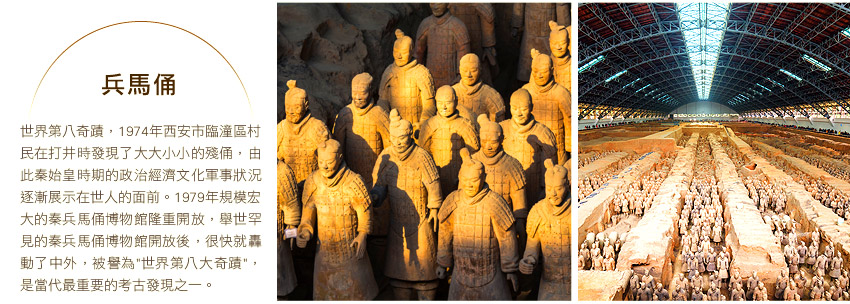 兵馬俑
世界第八奇蹟，1974年西安市臨潼區村
民在打井時發現了大大小小的殘俑，由
此秦始皇時期的政治經濟文化軍事狀況
逐漸展示在世人的面前。1979年規模宏
大的秦兵馬俑博物館隆重開放，舉世罕
見的秦兵馬俑博物館開放後，很快就轟
動了中外，被譽為"世界第八大奇蹟"，
是當代最重要的考古發現之一。